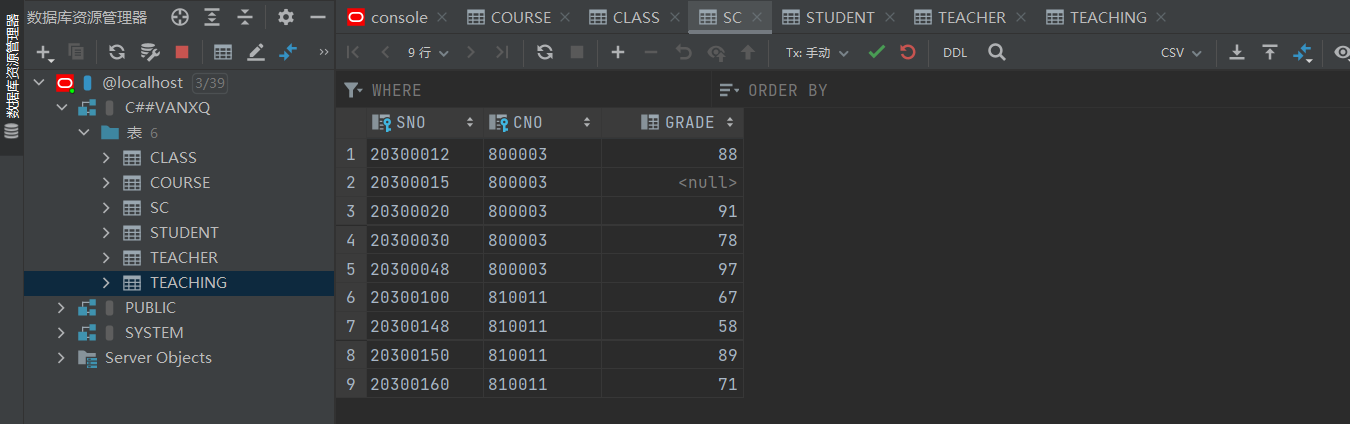 数据库资源管理器
数据库资源管理器
@localhost 3/39
C##VANXQ
表 6
CLASS
COURSE
SC
STUDENT
TEACHER
TEACHING
PUBLIC
SYSTEM
Server Objects
console COURSE CLASS SC STUDENT TEACHER TEACHING
9 行 Tx: 手动 DDL CSV
WHERE ORDER BY
SNO CNO GRADE
1 20300012 800003 88
2 20300015 800003 <null>
3 20300020 800003 91
4 20300030 800003 78
5 20300048 800003 97
6 20300100 810011 67
7 20300148 810011 58
8 20300150 810011 89
9 20300160 810011 71